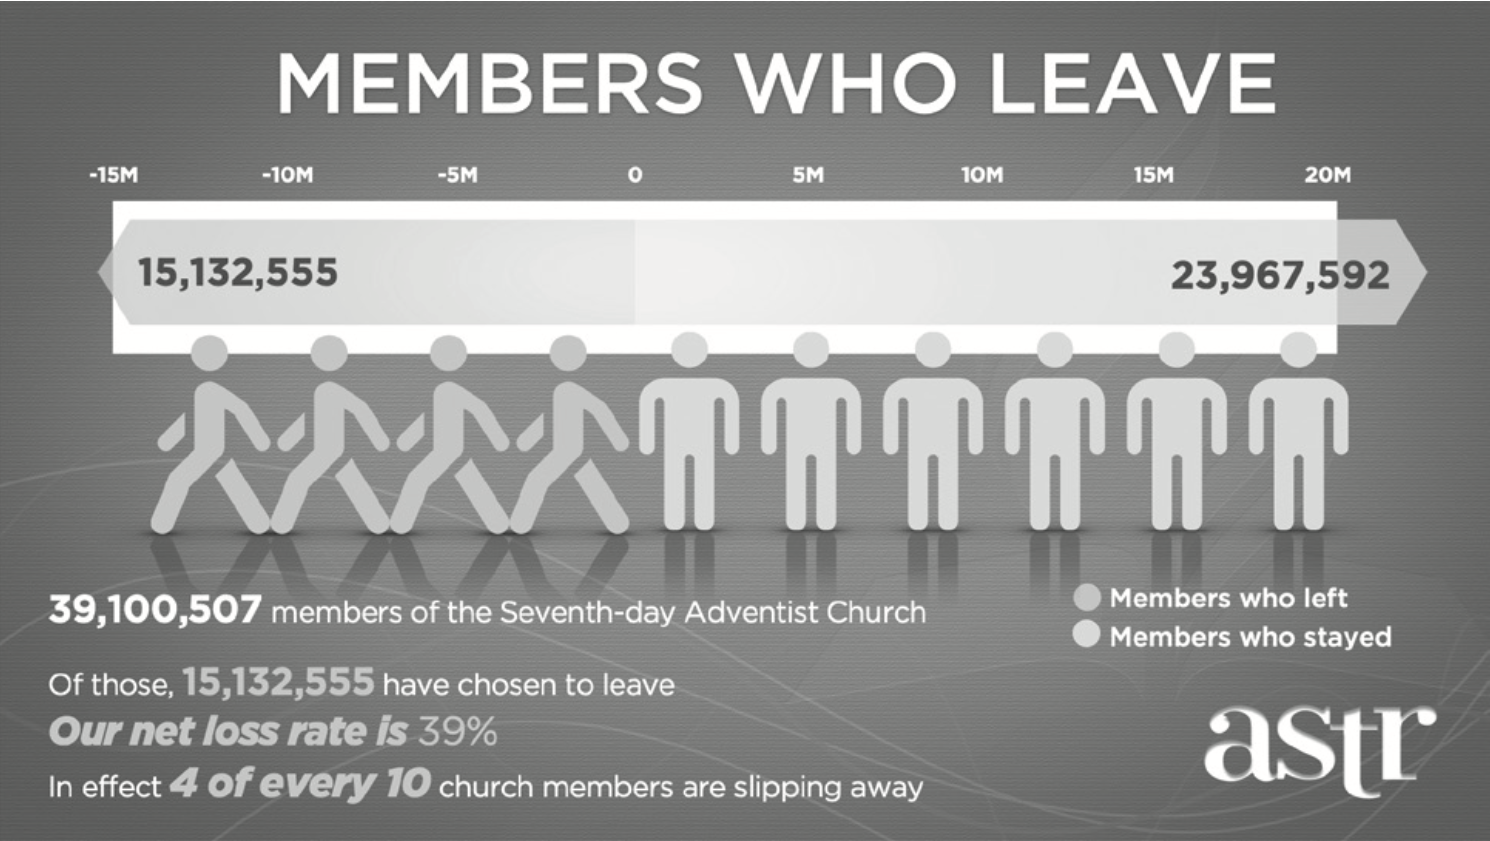 MEMBERS WHO LEAVE
-15M -10M -5M 0 5M 10M 15M 20M
15,132,555 23,967,592
39,100,507 members of the Seventh-day Adventist Church
Members who left
Members who stayed
Of those, 15,132,555 have chosen to leave
Our net loss rate is 39%
In effect 4 of every 10 church members are slipping away
astr